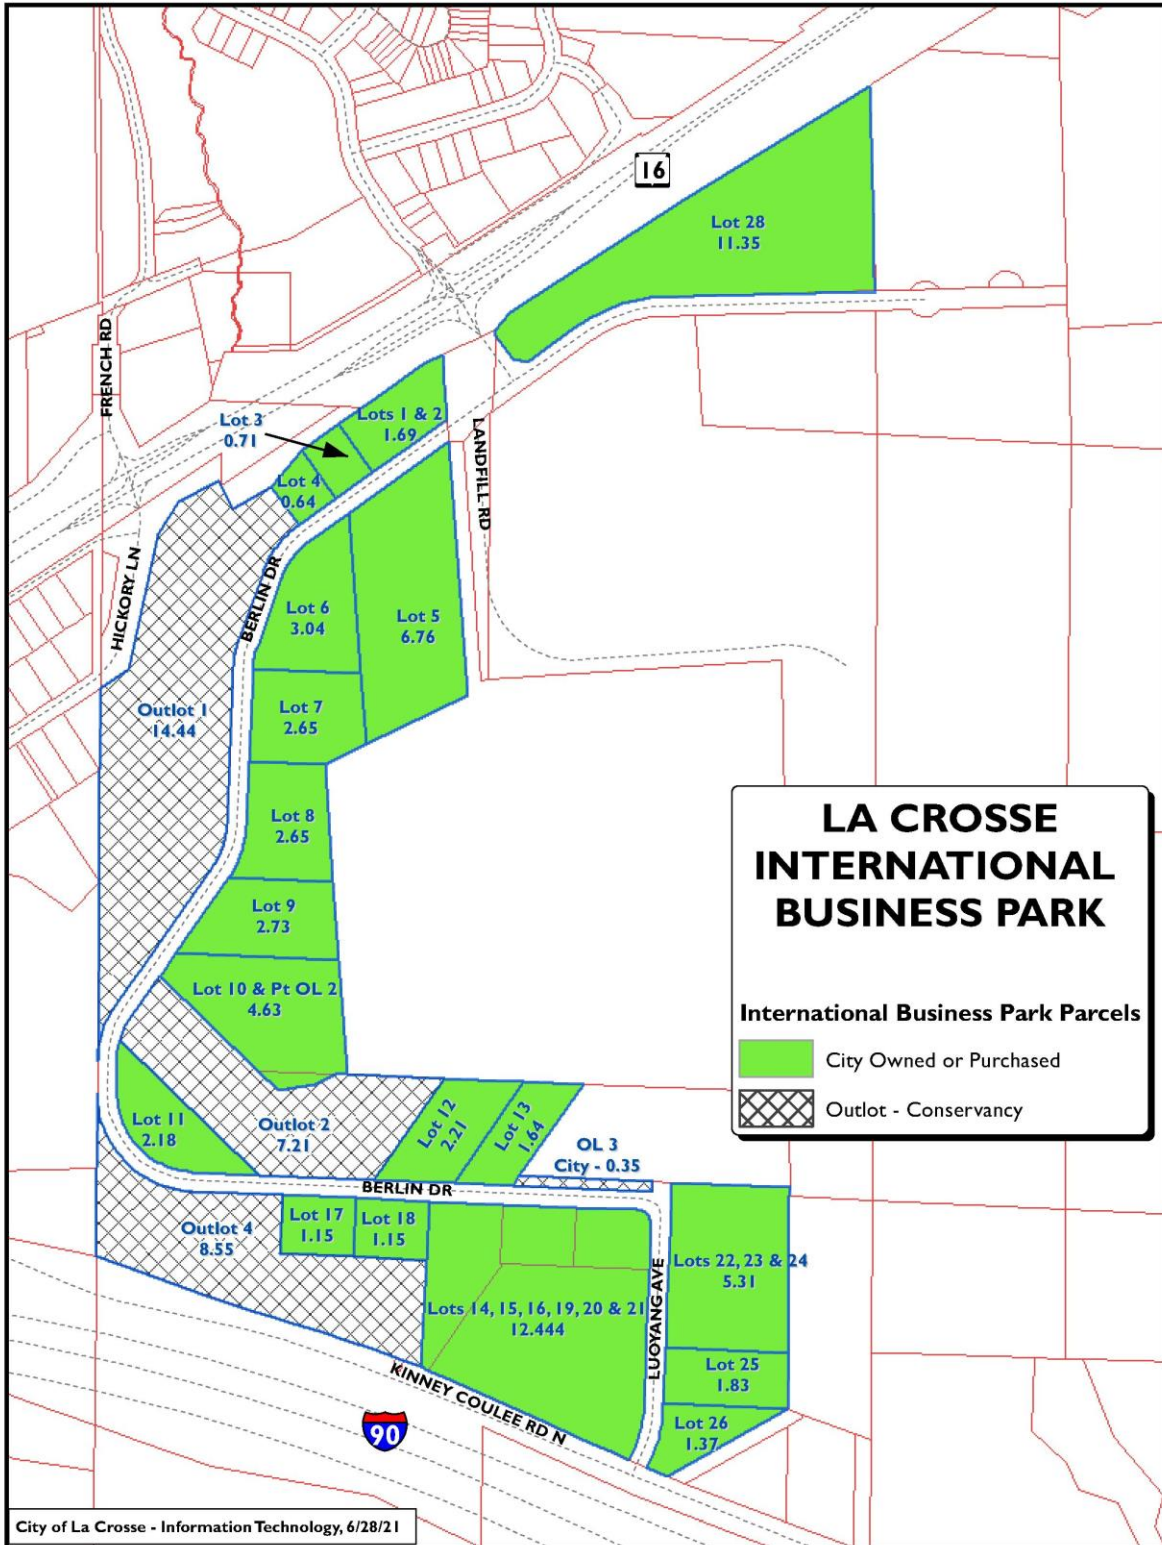 16
Lot 28
11.35
FRENCH RD
Lot 3
0.71
Lots 1 & 2
1.69
LANDFILL RD
Lot 4
0.64
HICKORY LN
BERLIN DR
Lot 6
3.04
Lot 5
6.76
Outlot 1
14.44
Lot 7
2.65
Lot 8
2.65
Lot 9
2.73
Lot 10 & Pt OL 2
4.63
LA CROSSE
INTERNATIONAL
BUSINESS PARK
International Business Park Parcels
City Owned or Purchased
Outlot - Conservancy
Lot 11
2.18
Outlot 2
7.21
Lot 12
2.21
Lot 13
1.64
OL 3
City - 0.35
BERLIN DR
Outlot 4
8.55
Lot 17
1.15
Lot 18
1.15
Lots 14, 15, 16, 19, 20 & 21
12.444
LUOYANG AVE
Lots 22, 23 & 24
5.31
Lot 25
1.83
Lot 26
1.37
KINNEY COULEE RD N
90
City of La Crosse - Information Technology, 6/28/21